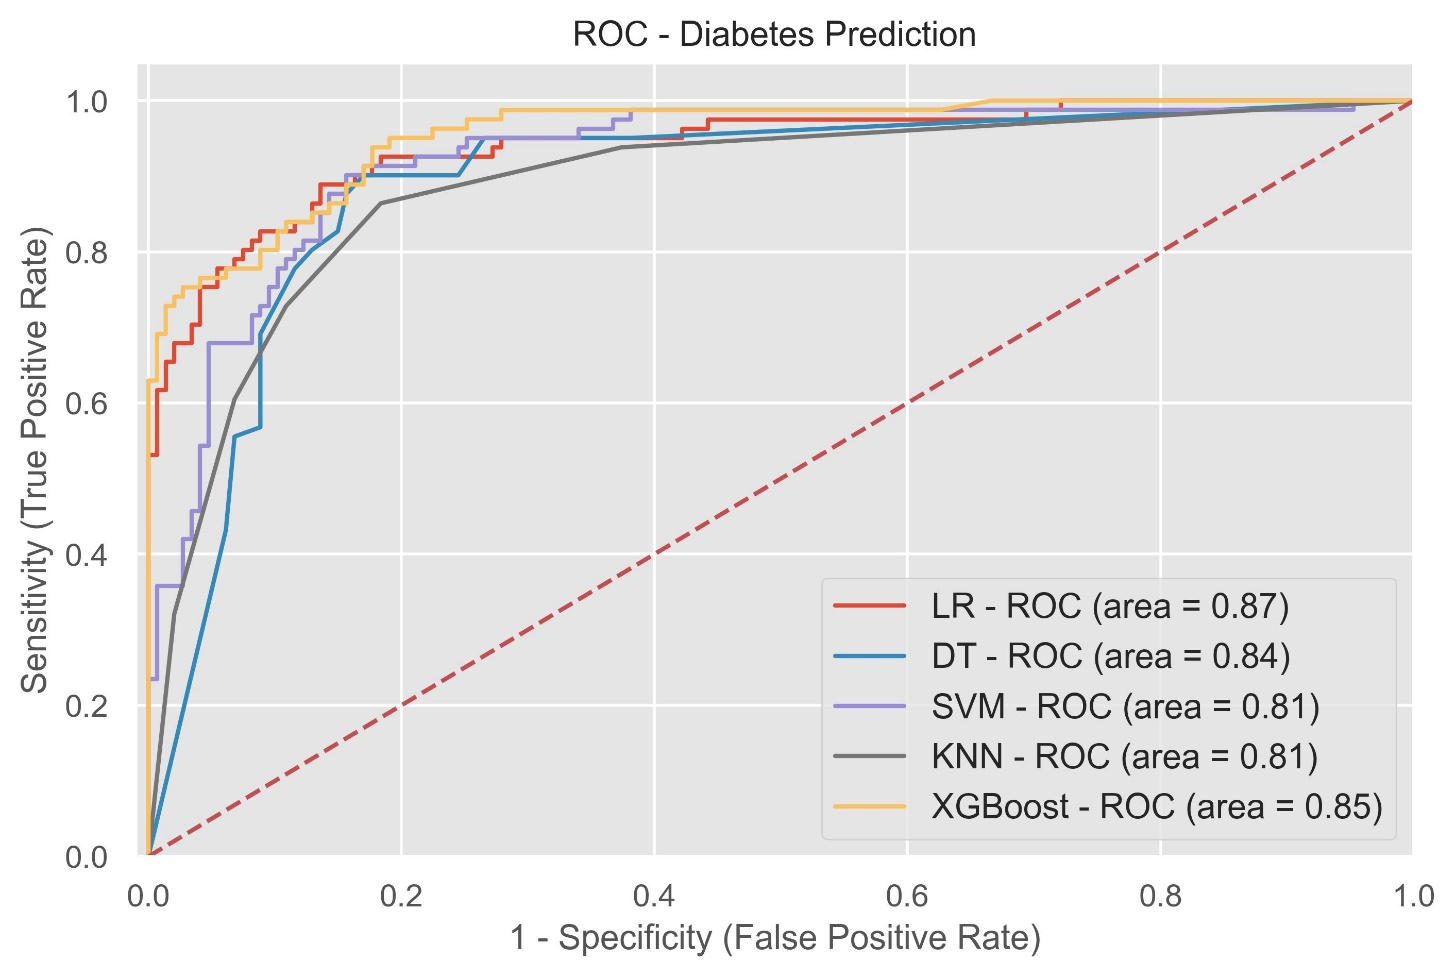 ROC - Diabetes Prediction
1.0
0.8
0.6
0.4
0.2
0.0
Sensitivity (True Positive Rate)
LR - ROC (area = 0.87)
DT - ROC (area = 0.84)
SVM - ROC (area = 0.81)
KNN - ROC (area = 0.81)
XGBoost - ROC (area = 0.85)
0.0 0.2 0.4 0.6 0.8 1.0
1 - Specificity (False Positive Rate)